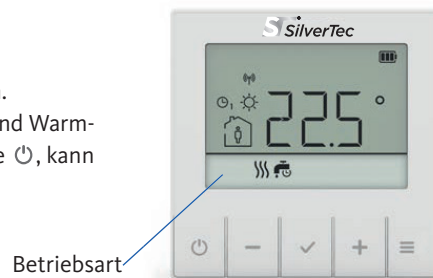 SilverTec
.
nd Warm-
e ⏻, kann
22.5°
Betriebsart